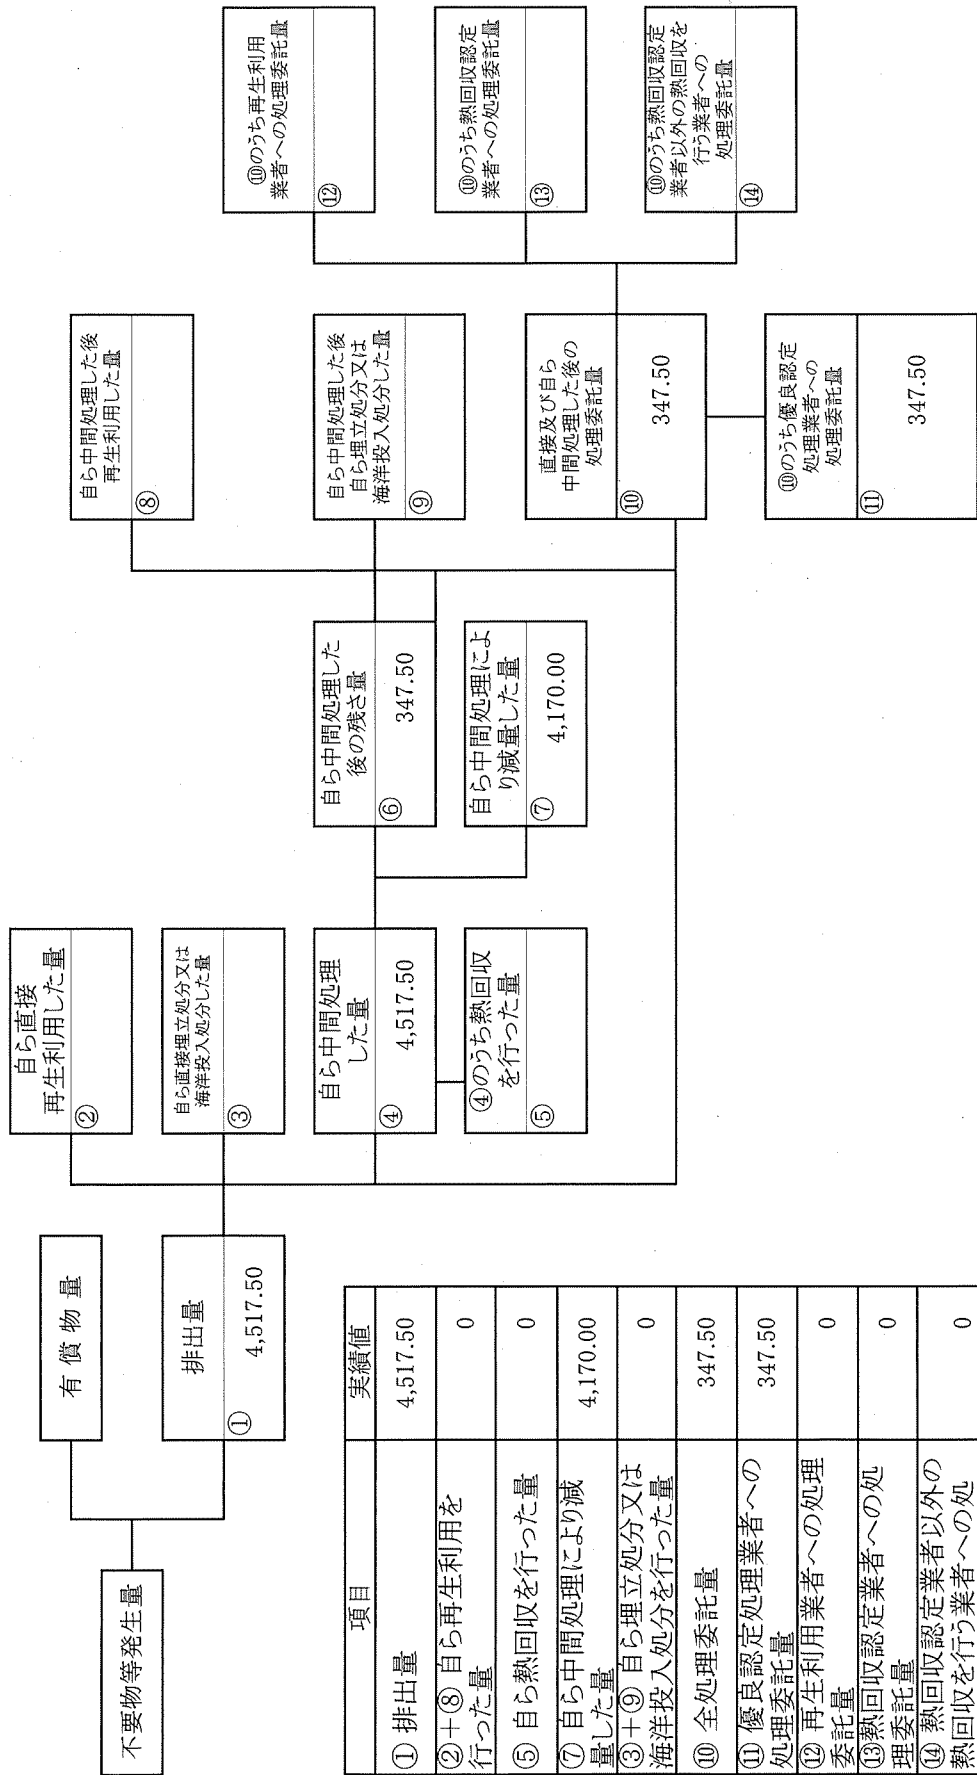 不要物等発生量
有償物量
排出量
①
4,517.50
自ら直接
再生利用した量
②
自ら直接埋立処分又は
海洋投入処分した量
③
自ら中間処理
した量
④
4,517.50
④のうち熱回収
を行った量
⑤
自ら中間処理した
後の残さ量
⑥
347.50
自ら中間処理によ
り減量した量
⑦
4,170.00
自ら中間処理した後
再生利用した量
⑧
自ら中間処理した後
自ら埋立処分又は
海洋投入処分した量
⑨
直接及び自ら
中間処理した後の
処理委託量
⑩
347.50
⑩のうち優良認定
処理業者への
処理委託量
⑪
347.50
⑩のうち再生利用
業者への処理委託量
⑫
⑩のうち熱回収認定
業者への処理委託量
⑬
⑩のうち熱回収認定
業者以外の熱回収を
行う業者への
処理委託量
⑭
項目 実績値
① 排出量 4,517.50
②+⑧ 自ら再生利用を
行った量 0
⑤ 自ら熱回収を行った量 0
⑦ 自ら中間処理により減
量した量 4,170.00
③+⑨ 自ら埋立処分又は
海洋投入処分を行った量 0
⑩ 全処理委託量 347.50
⑪ 優良認定処理業者への
処理委託量 347.50
⑫ 再生利用業者への処理
委託量 0
⑬熱回収認定業者への処
理委託量 0
⑭ 熱回収認定業者以外の
熱回収を行う業者への処 0